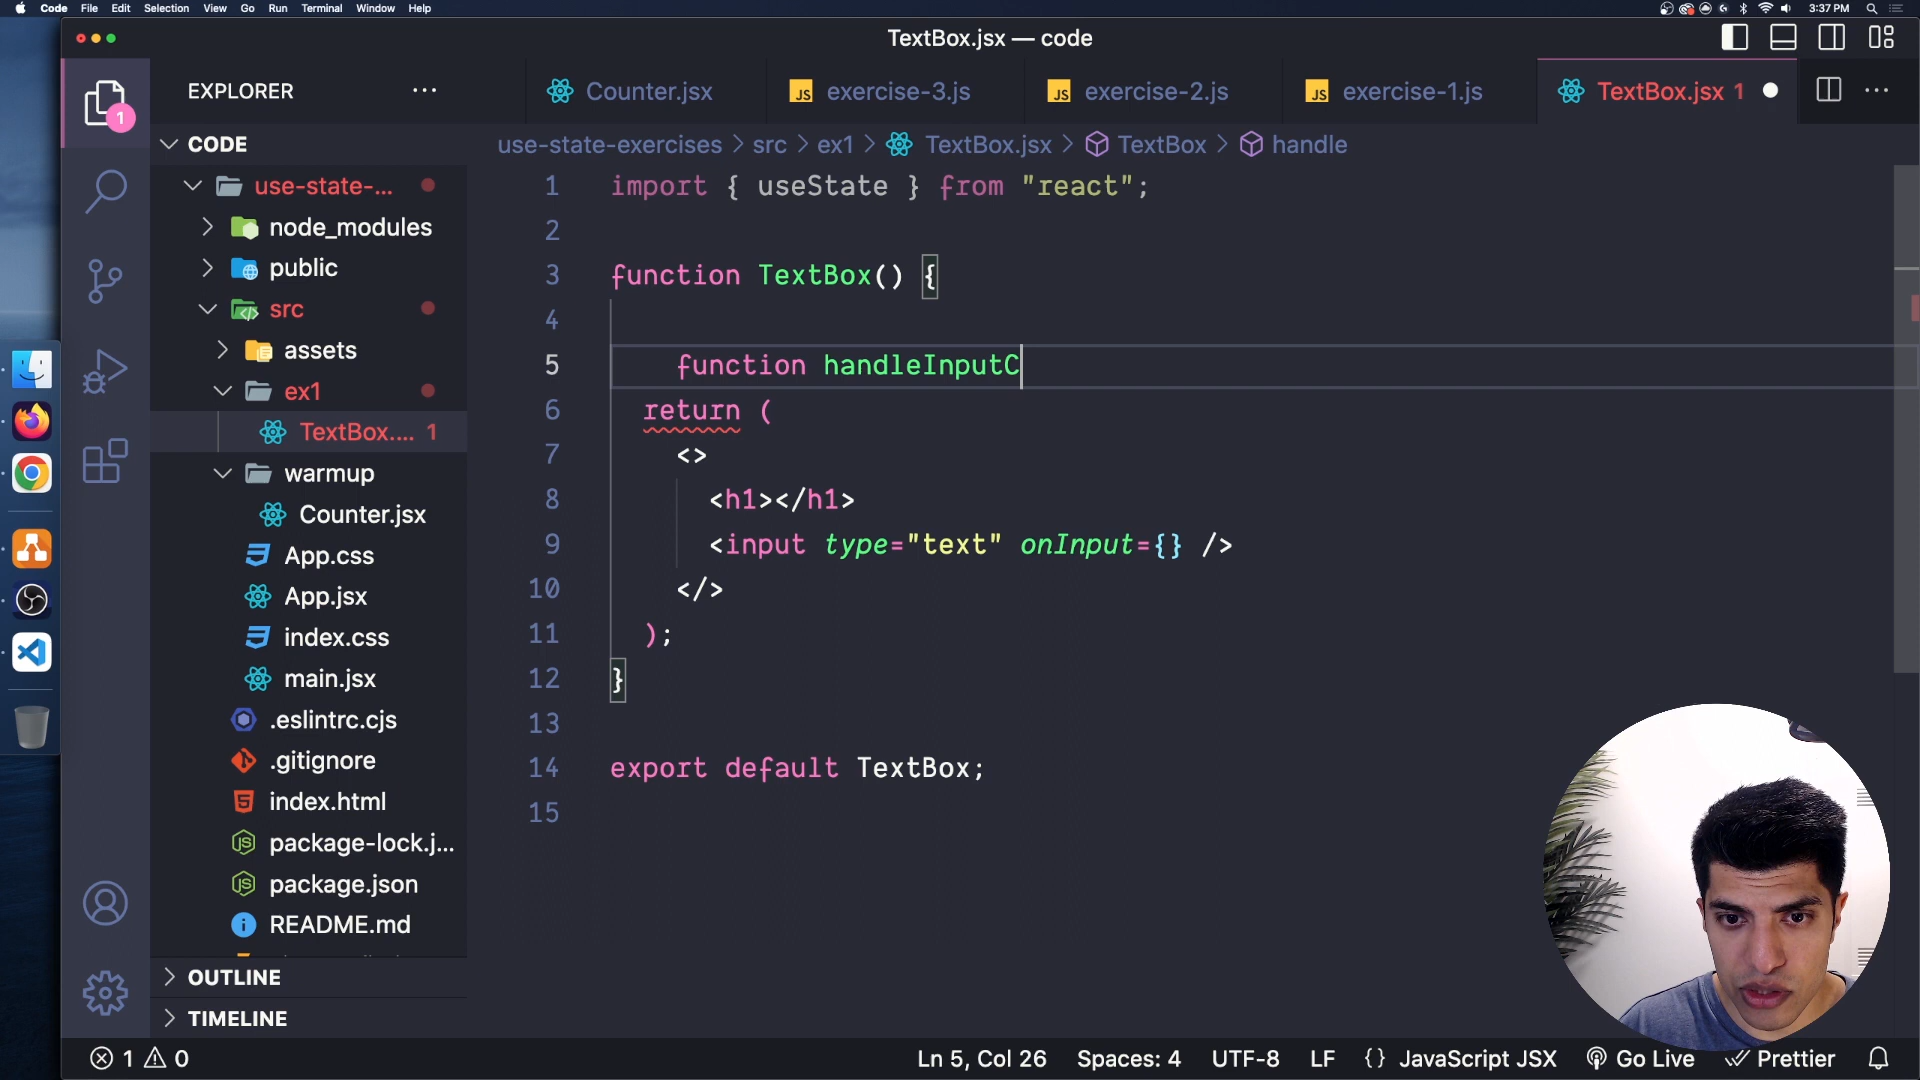 Code File Edit Selection View Go Run Terminal Window Help 3:37 PM
TextBox.jsx — code
EXPLORER
Counter.jsx
JS exercise-3.js
JS exercise-2.js
JS exercise-1.js
TextBox.jsx 1
1
CODE
use-state-exercises > src > ex1 > TextBox.jsx > TextBox > handle
use-state-...
node_modules
public
src
assets
ex1
TextBox.... 1
warmup
Counter.jsx
App.css
App.jsx
index.css
main.jsx
.eslintrc.cjs
.gitignore
index.html
package-lock.j...
package.json
README.md
OUTLINE
TIMELINE
1 import { useState } from "react";
2
3 function TextBox() {
4
5 function handleInputC
6 return (
7 <>
8 <h1></h1>
9 <input type="text" onInput={} />
10 </>
11 );
12 }
13
14 export default TextBox;
15
1 0
Ln 5, Col 26 Spaces: 4 UTF-8 LF {} JavaScript JSX Go Live Prettier